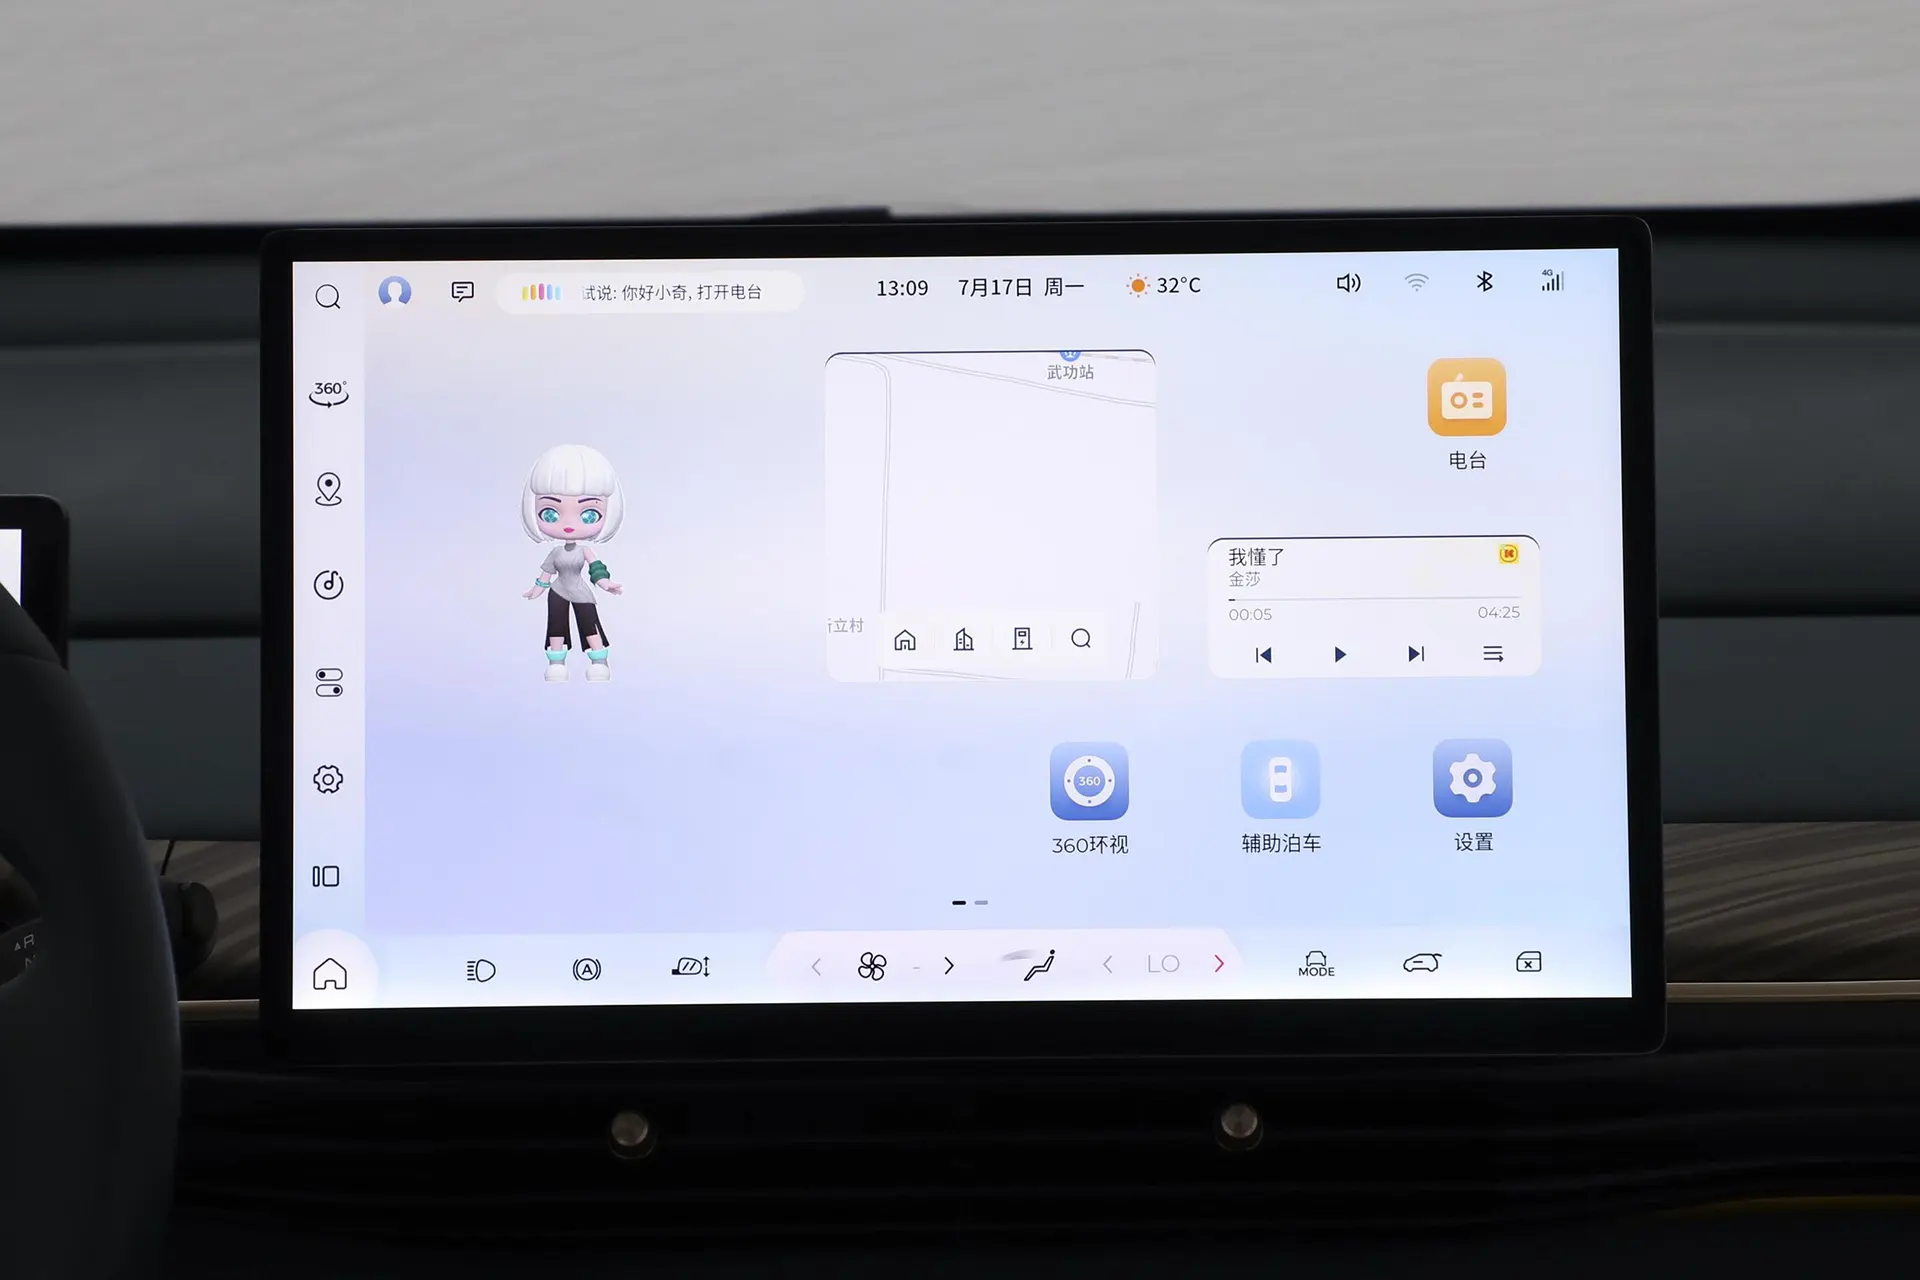 试说: 你好小奇, 打开电台
13:09 7月17日 周一 32°C
4G
360°
武功站
电台
我懂了
金莎
00:05 04:25
立村
360
360环视
辅助泊车
设置
A
LO
MODE
R
N